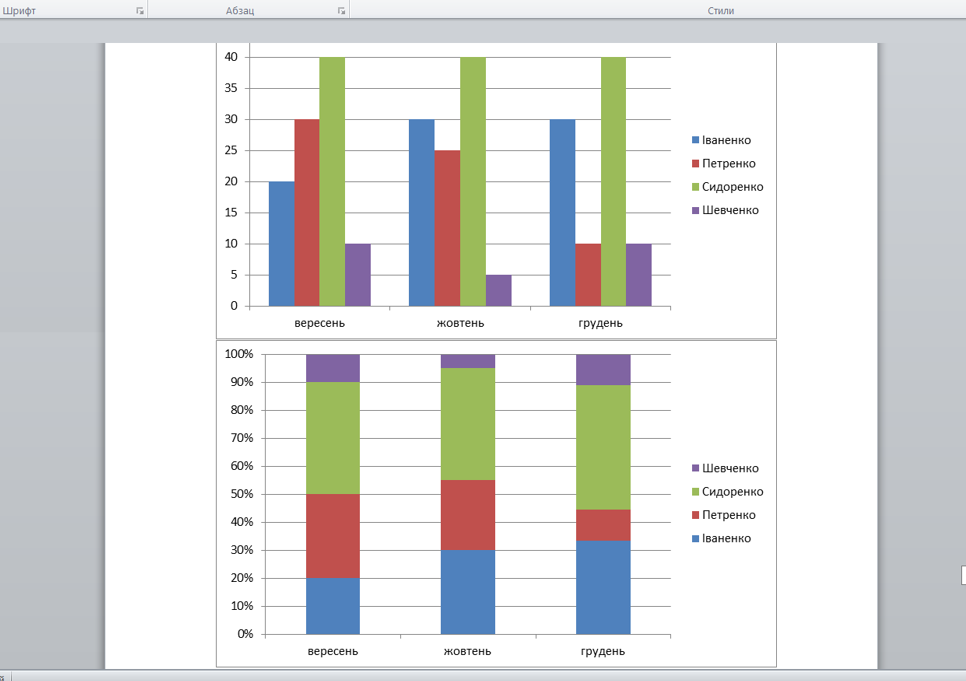 Шрифт Абзац Стили
40
35
30
25
20
15
10
5
0
вересень жовтень грудень
Іваненко
Петренко
Сидоренко
Шевченко
100%
90%
80%
70%
60%
50%
40%
30%
20%
10%
0%
вересень жовтень грудень
Шевченко
Сидоренко
Петренко
Іваненко